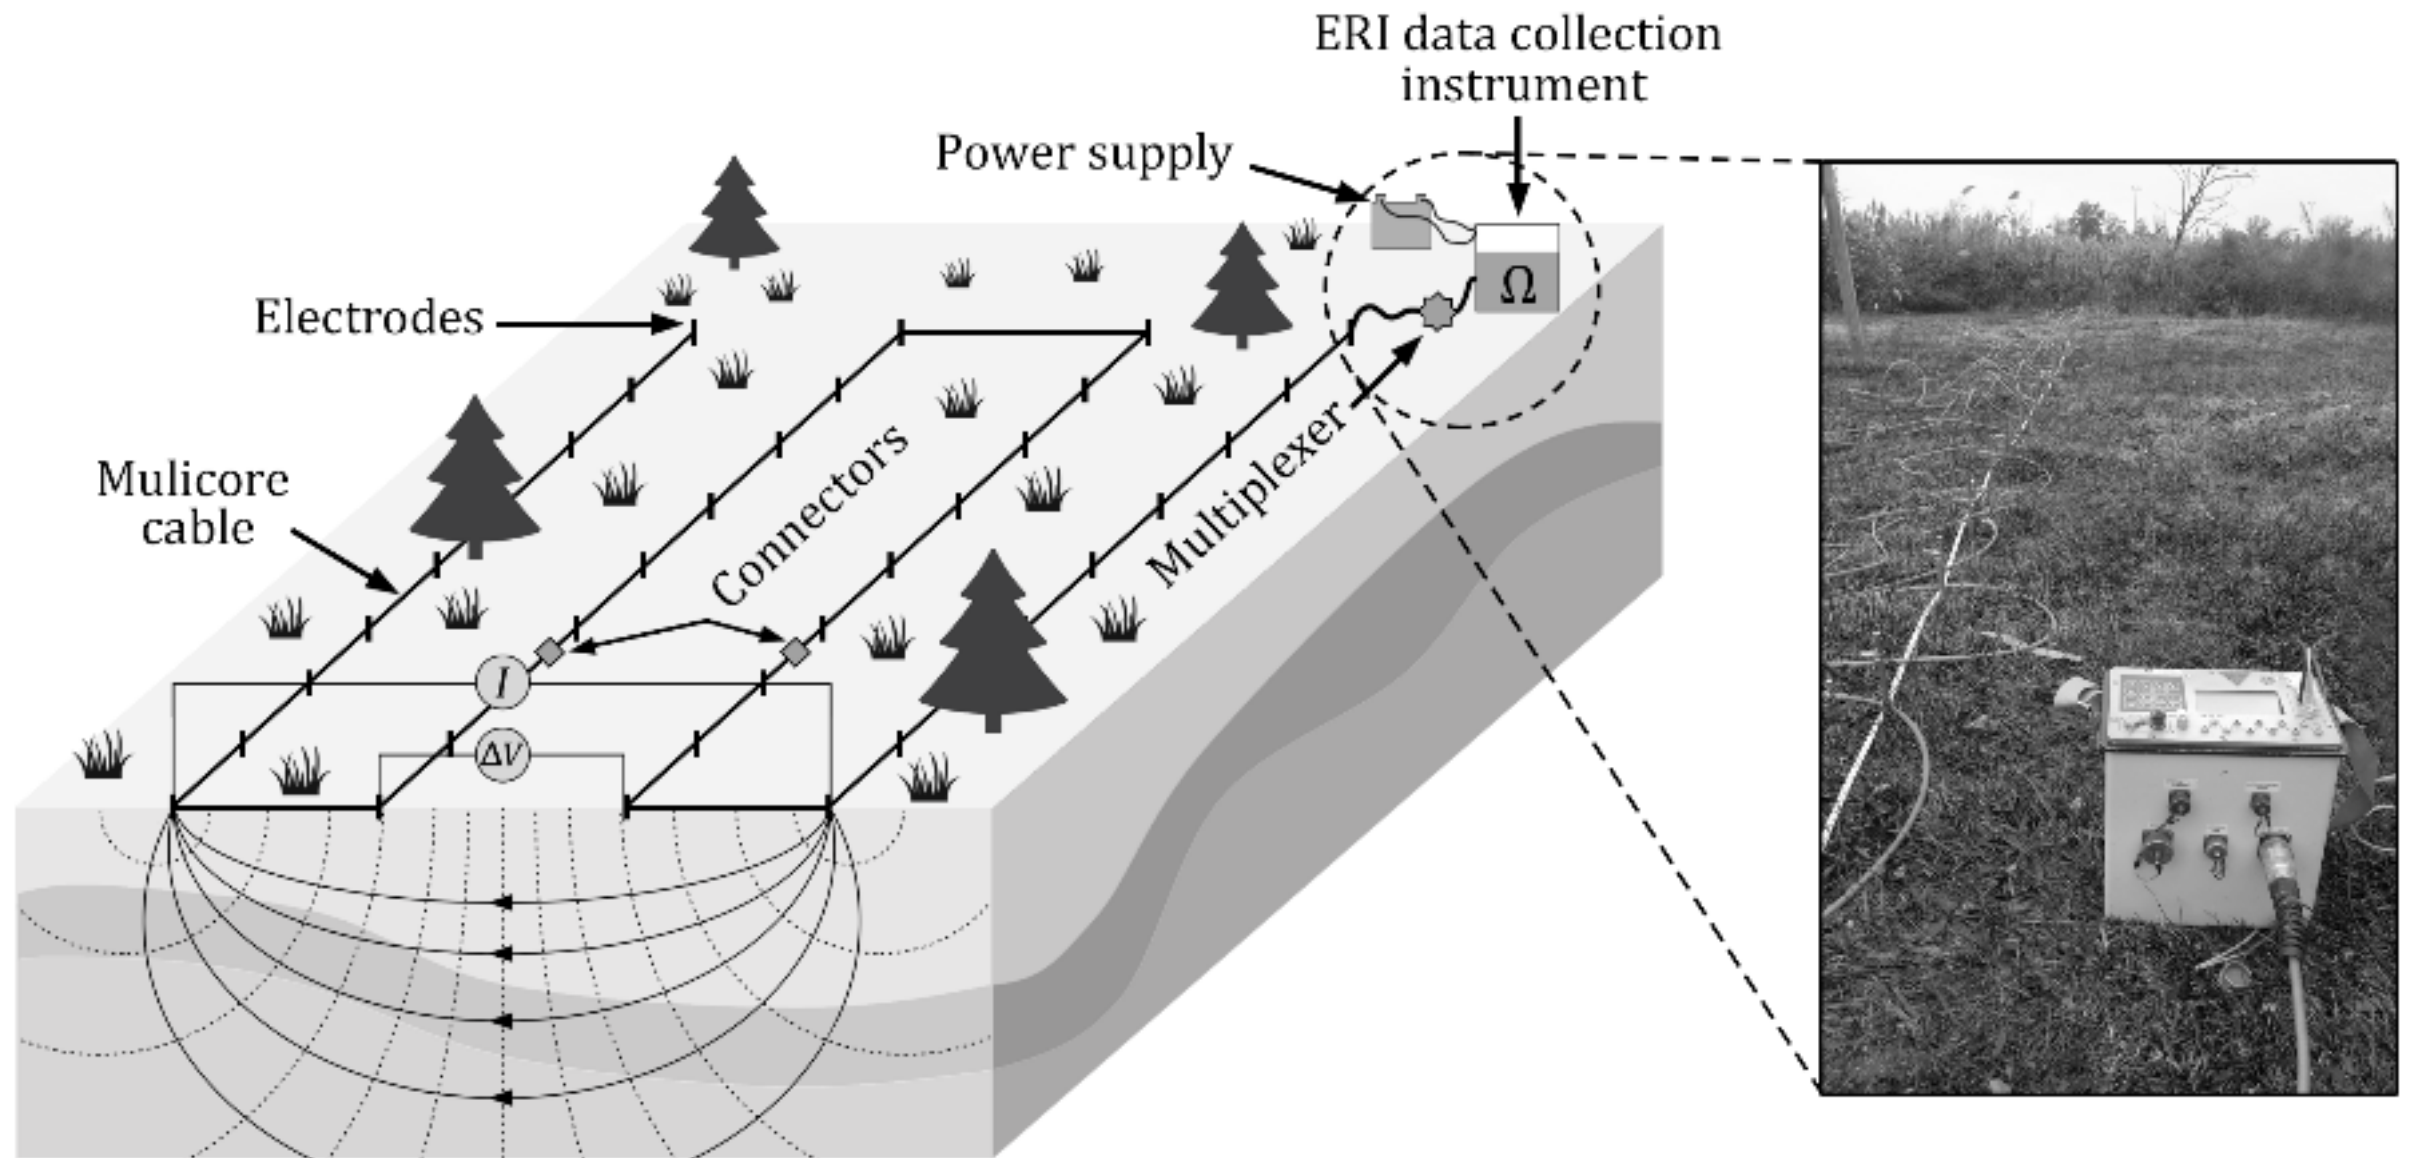 ERI data collection
instrument
Power supply
Ω
Electrodes
Mulicore
cable
Connectors
Multiplexer
I
ΔV